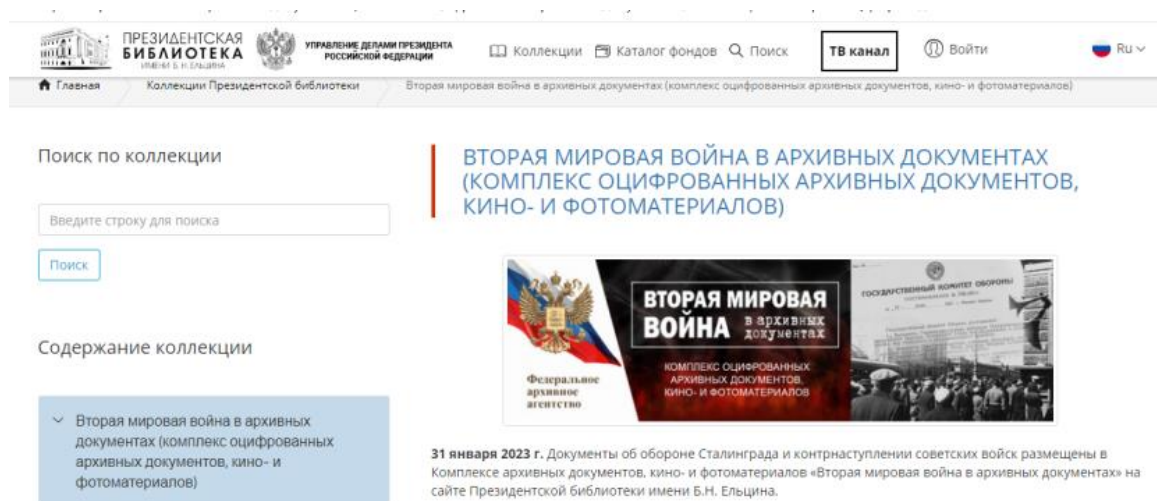 ПРЕЗИДЕНТСКАЯ
БИБЛИОТЕКА
ИМЕНИ Б. Н. ЕЛЬЦИНА
УПРАВЛЕНИЕ ДЕЛАМИ ПРЕЗИДЕНТА
РОССИЙСКОЙ ФЕДЕРАЦИИ
Коллекции Каталог фондов Поиск ТВ канал Войти Ru
Главная Коллекции Президентской библиотеки Вторая мировая война в архивных документах (комплекс оцифрованных архивных документов, кино- и фотоматериалов)
Поиск по коллекции
Введите строку для поиска
Поиск
Содержание коллекции
Вторая мировая война в архивных
документах (комплекс оцифрованных
архивных документов, кино- и
фотоматериалов)
ВТОРАЯ МИРОВАЯ ВОЙНА В АРХИВНЫХ ДОКУМЕНТАХ
(КОМПЛЕКС ОЦИФРОВАННЫХ АРХИВНЫХ ДОКУМЕНТОВ,
КИНО- И ФОТОМАТЕРИАЛОВ)
Федеральное
архивное
агентство
ВТОРАЯ МИРОВАЯ
ВОЙНА в архивных
документах
КОМПЛЕКС ОЦИФРОВАННЫХ
АРХИВНЫХ ДОКУМЕНТОВ,
КИНО- И ФОТОМАТЕРИАЛОВ
ГОСУДАРСТВЕННЫЙ КОМИТЕТ ОБОРОНЫ
31 января 2023 г. Документы об обороне Сталинграда и контрнаступлении советских войск размещены в
Комплексе архивных документов, кино- и фотоматериалов «Вторая мировая война в архивных документах» на
сайте Президентской библиотеки имени Б.Н. Ельцина.